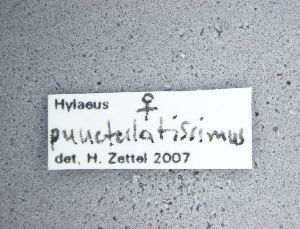 Hylaeus ♀
punctulatissimus
det, H. Zettel 2007